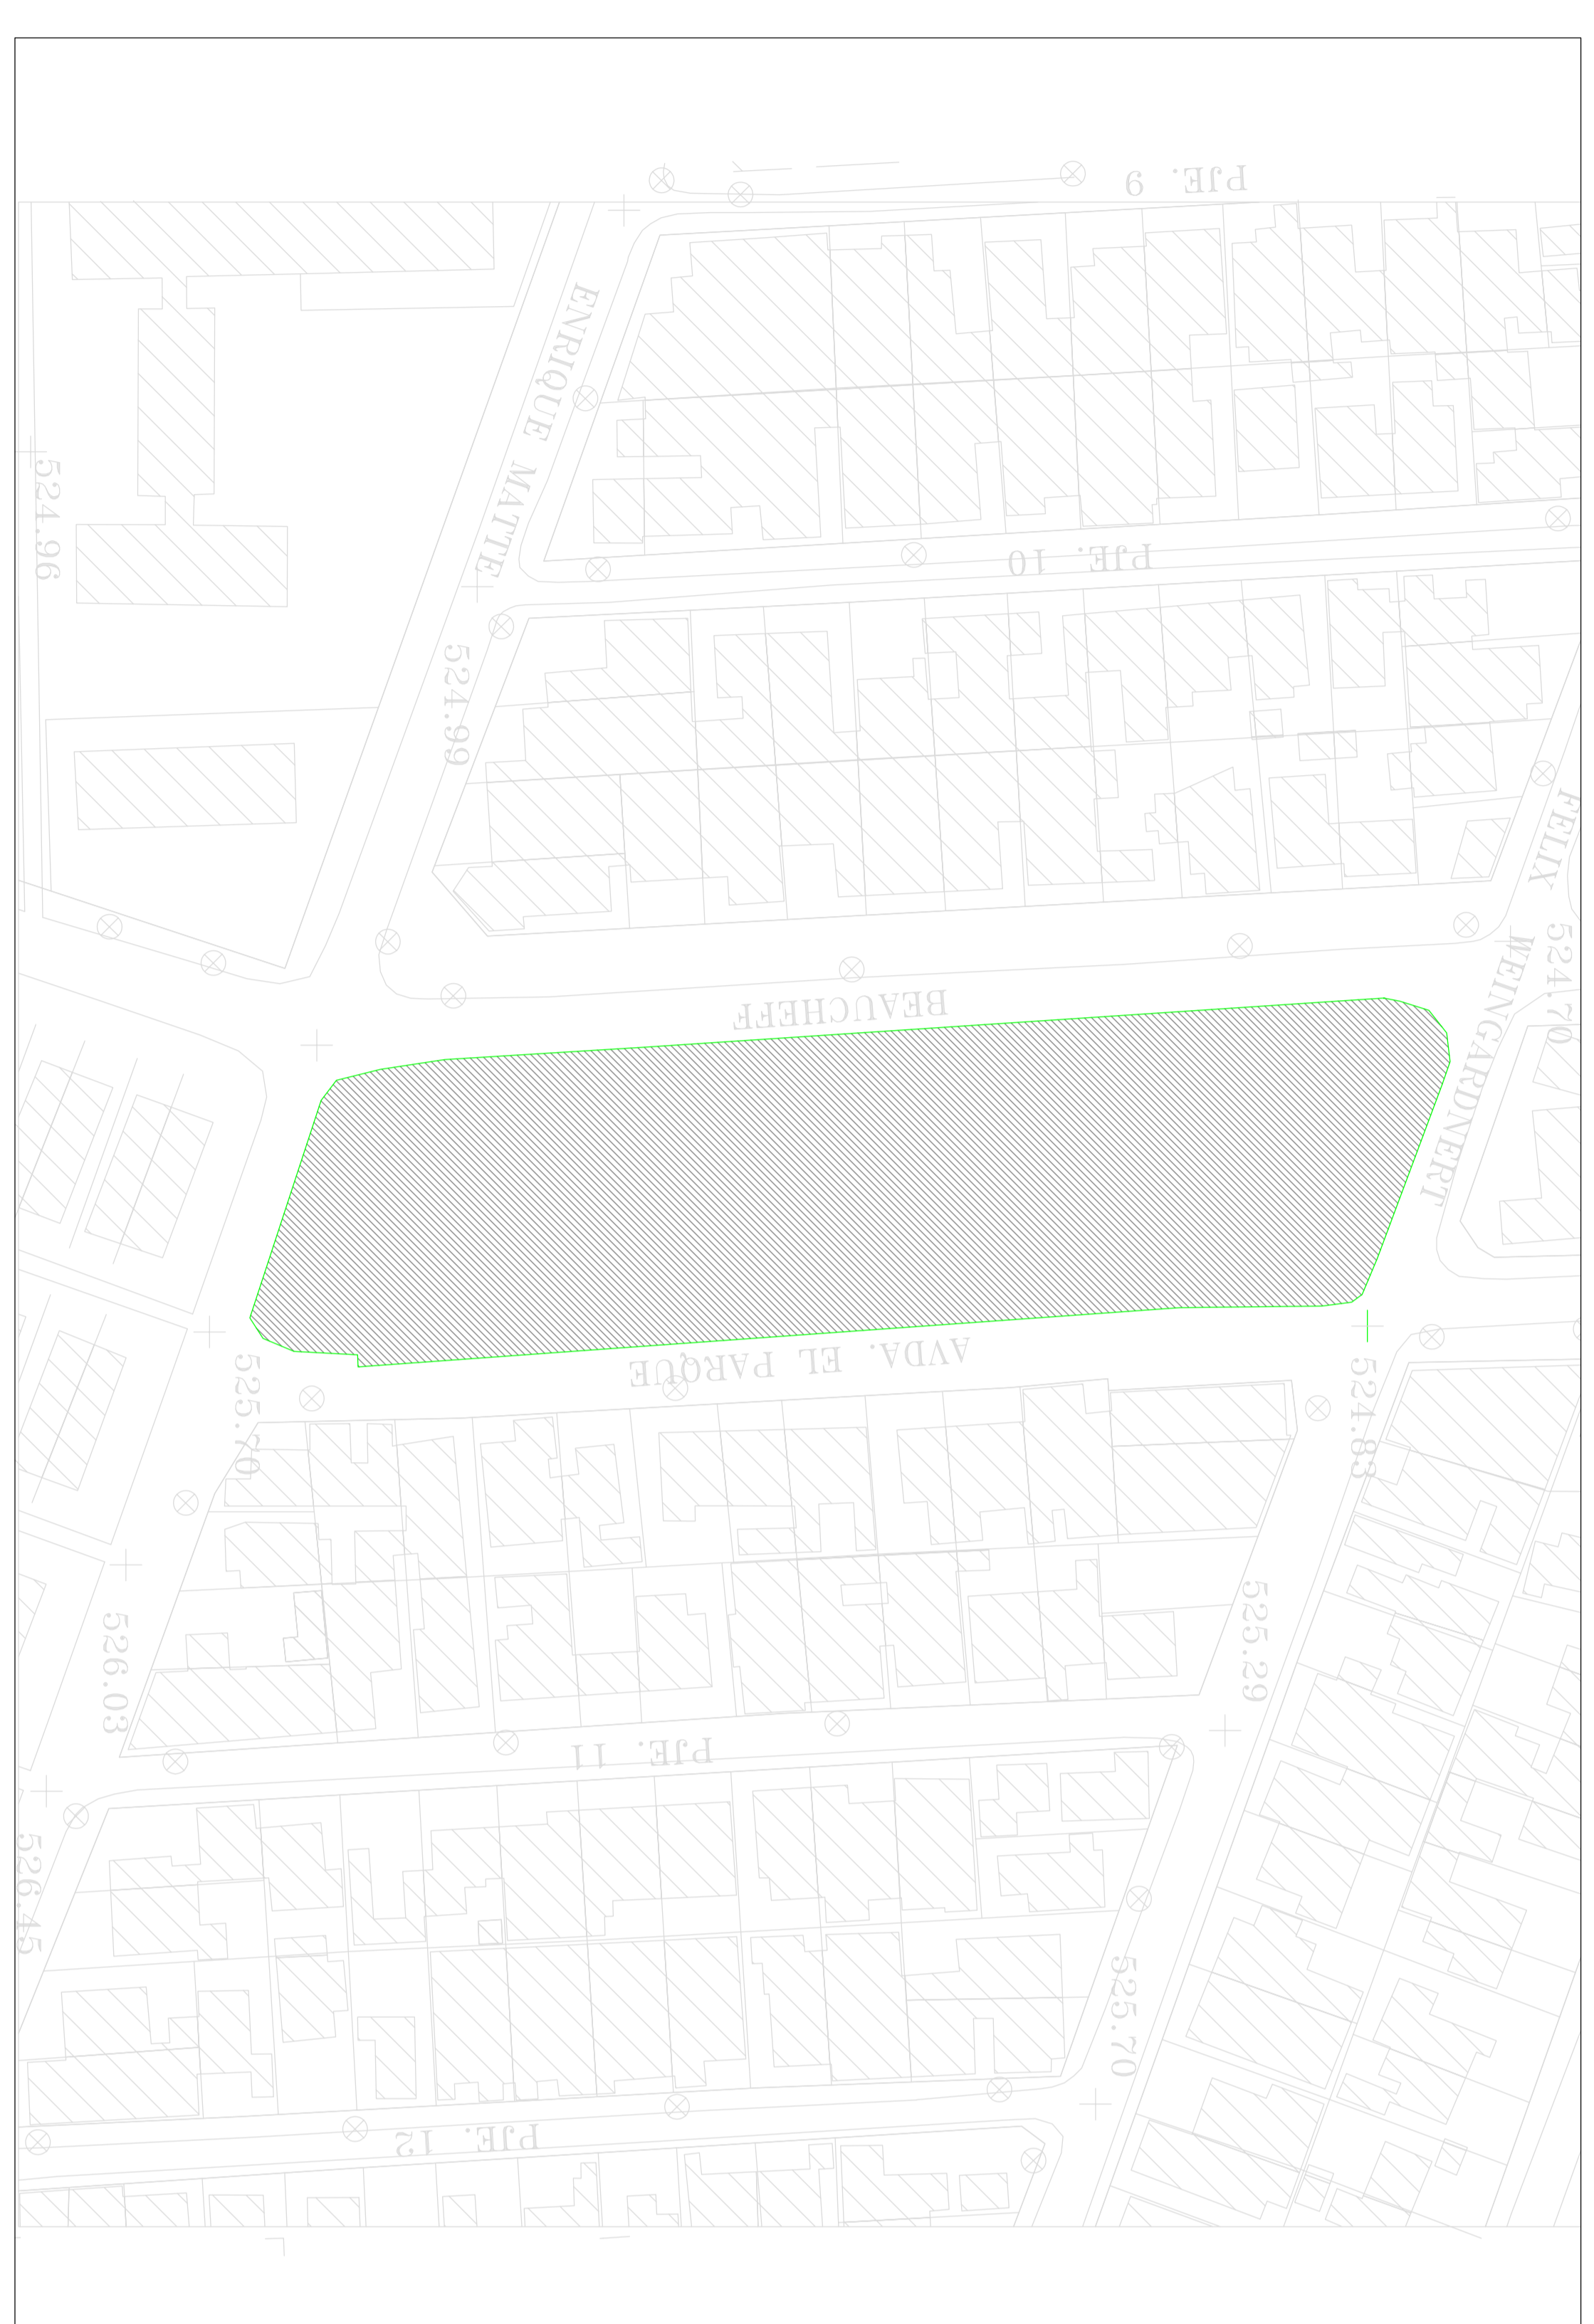 PJE. 9
ENRIQUE MATTE
524.96
PJE. 10
524.99
FELIX WEINGARDNERT
524.70
BEAUCHEFF
AVDA. EL PARQUE
525.70
524.83
525.29
526.03
PJE. 11
526.45
525.70
PJE. 12